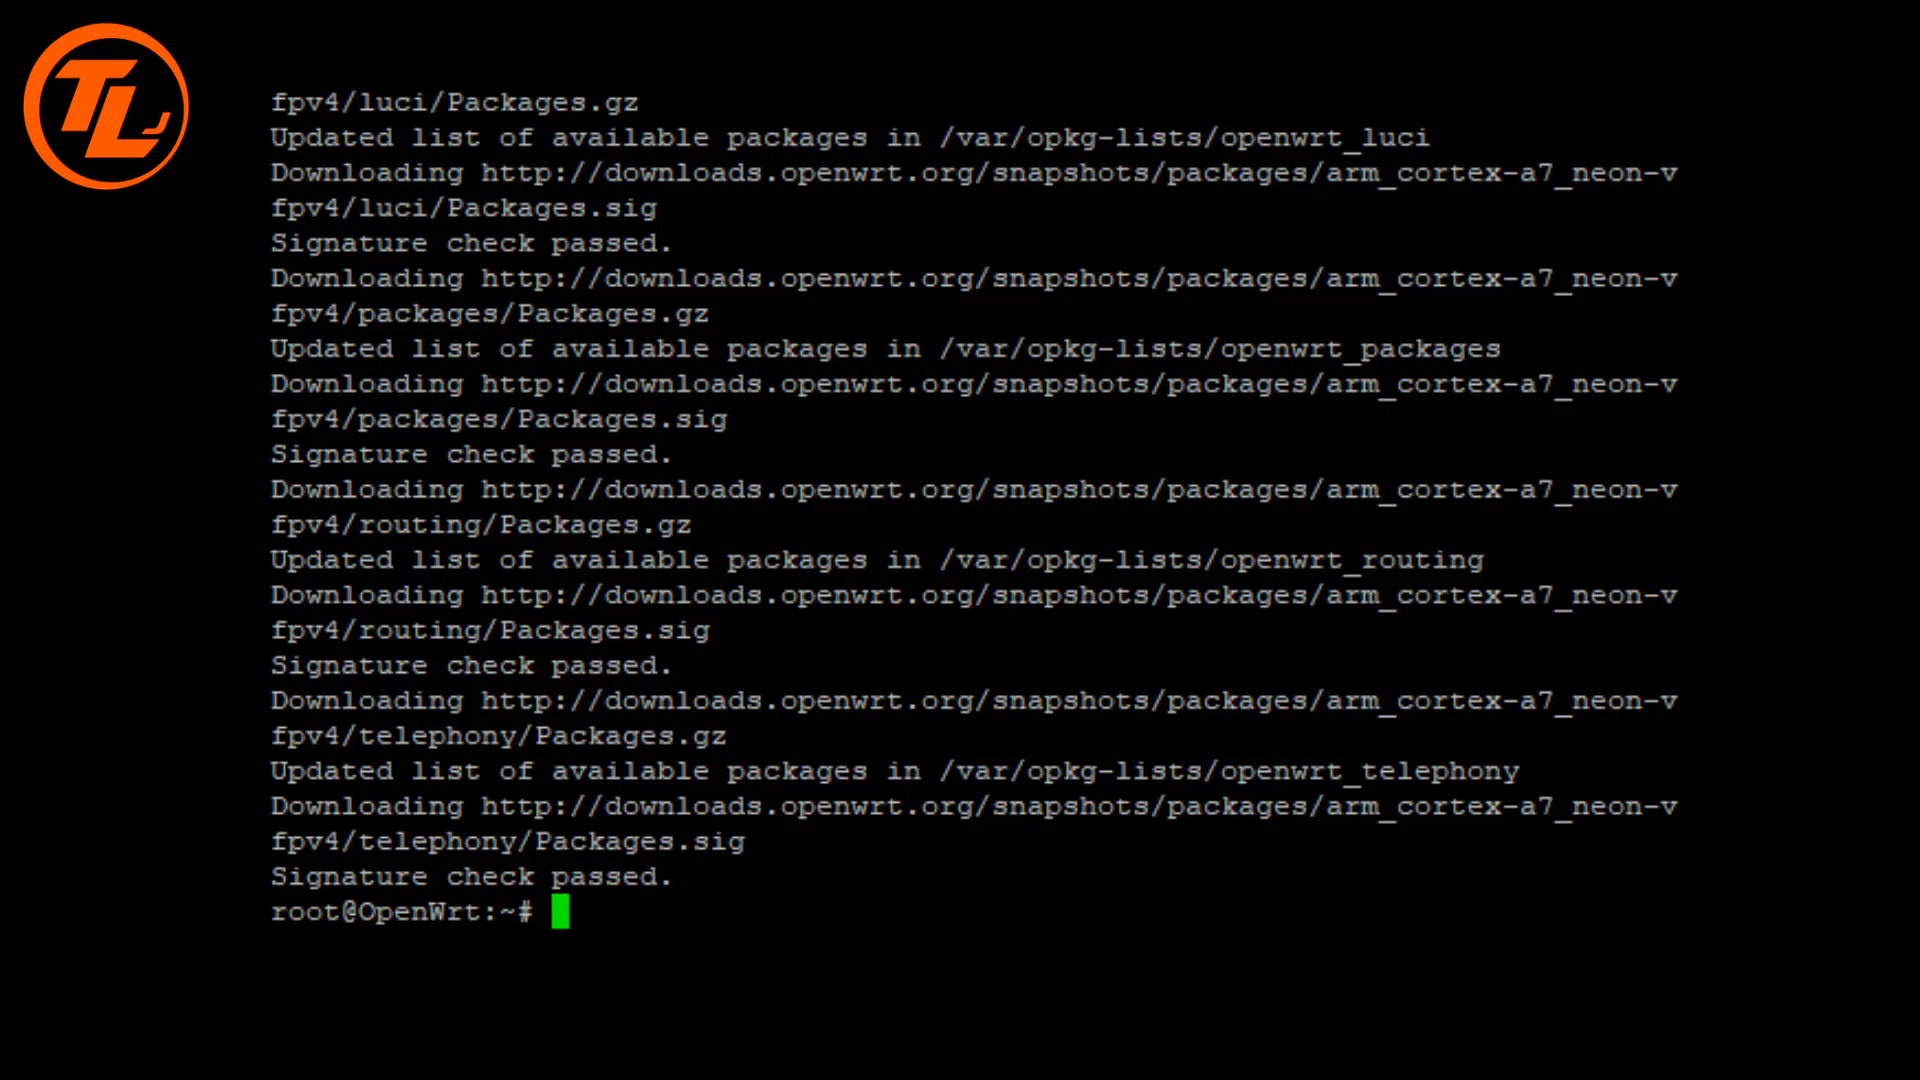 TL
fpv4/luci/Packages.gz
Updated list of available packages in /var/opkg-lists/openwrt_luci
Downloading http://downloads.openwrt.org/snapshots/packages/arm_cortex-a7_neon-v
fpv4/luci/Packages.sig
Signature check passed.
Downloading http://downloads.openwrt.org/snapshots/packages/arm_cortex-a7_neon-v
fpv4/packages/Packages.gz
Updated list of available packages in /var/opkg-lists/openwrt_packages
Downloading http://downloads.openwrt.org/snapshots/packages/arm_cortex-a7_neon-v
fpv4/packages/Packages.sig
Signature check passed.
Downloading http://downloads.openwrt.org/snapshots/packages/arm_cortex-a7_neon-v
fpv4/routing/Packages.gz
Updated list of available packages in /var/opkg-lists/openwrt_routing
Downloading http://downloads.openwrt.org/snapshots/packages/arm_cortex-a7_neon-v
fpv4/routing/Packages.sig
Signature check passed.
Downloading http://downloads.openwrt.org/snapshots/packages/arm_cortex-a7_neon-v
fpv4/telephony/Packages.gz
Updated list of available packages in /var/opkg-lists/openwrt_telephony
Downloading http://downloads.openwrt.org/snapshots/packages/arm_cortex-a7_neon-v
fpv4/telephony/Packages.sig
Signature check passed.
root@OpenWrt:~#